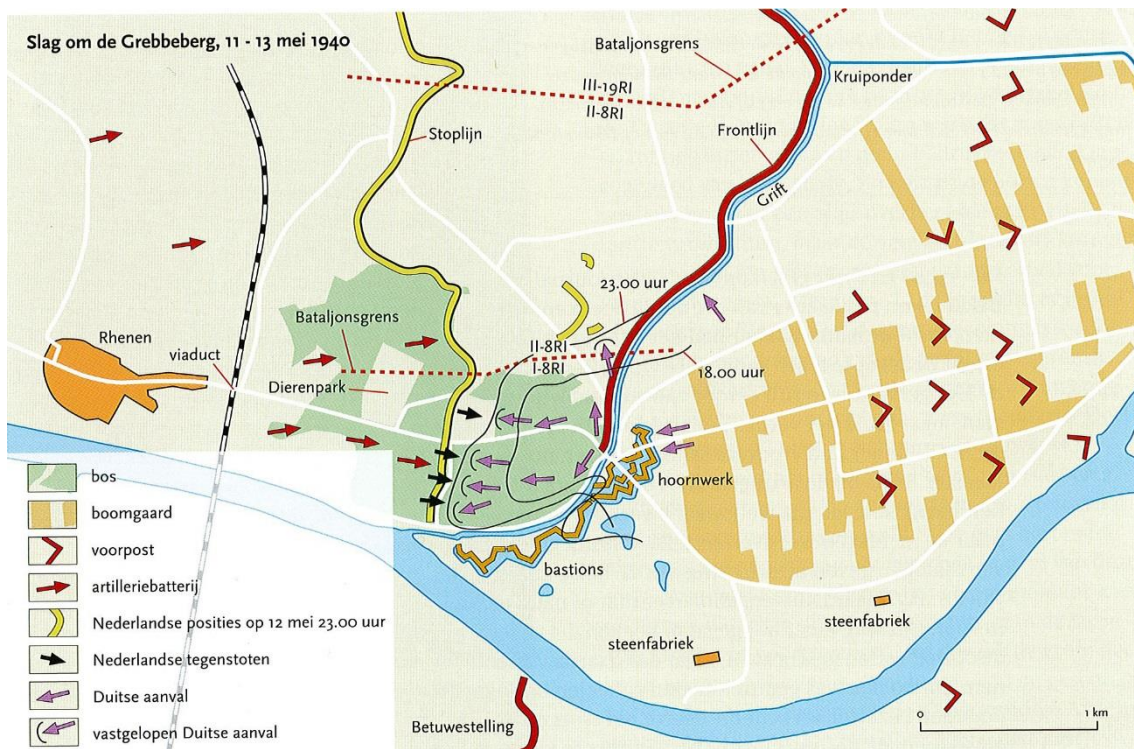 Slag om de Grebbeberg, 11 - 13 mei 1940
Bataljonsgrens
Kruiponder
III-19RI
II-8RI
Stoplijn
Frontlijn
Grift
23.00 uur
Bataljonsgrens
Rhenen
viaduct
II-8RI
I-8RI
18.00 uur
Dierenpark
hoornwerk
bastions
steenfabriek
steenfabriek
Betuwestelling
bos
boomgaard
voorpost
artilleriebatterij
Nederlandse posities op 12 mei 23.00 uur
Nederlandse tegenstoten
Duitse aanval
vastgelopen Duitse aanval
0 1 km